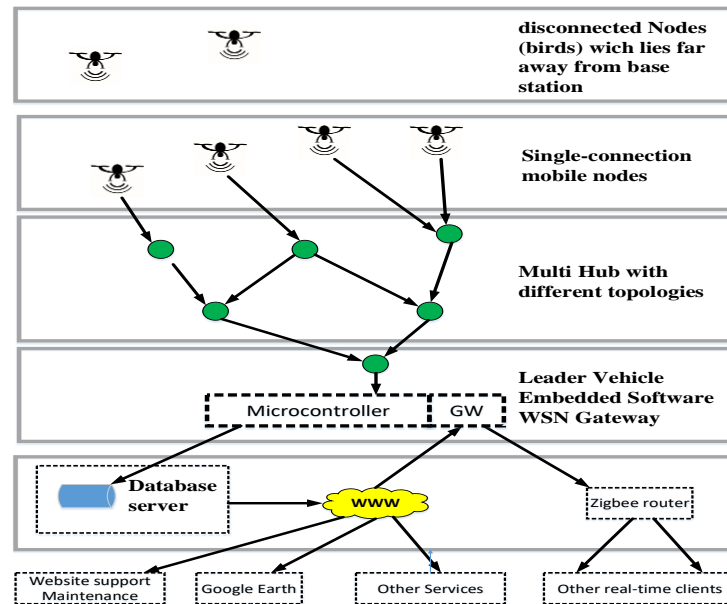 disconnected Nodes
(birds) wich lies far
away from base
station
Single-connection
mobile nodes
Multi Hub with
different topologies
Leader Vehicle
Embedded Software
WSN Gateway
Microcontroller
GW
Database
server
WWW
Zigbee router
Website support
Maintenance
Google Earth
Other Services
Other real-time clients